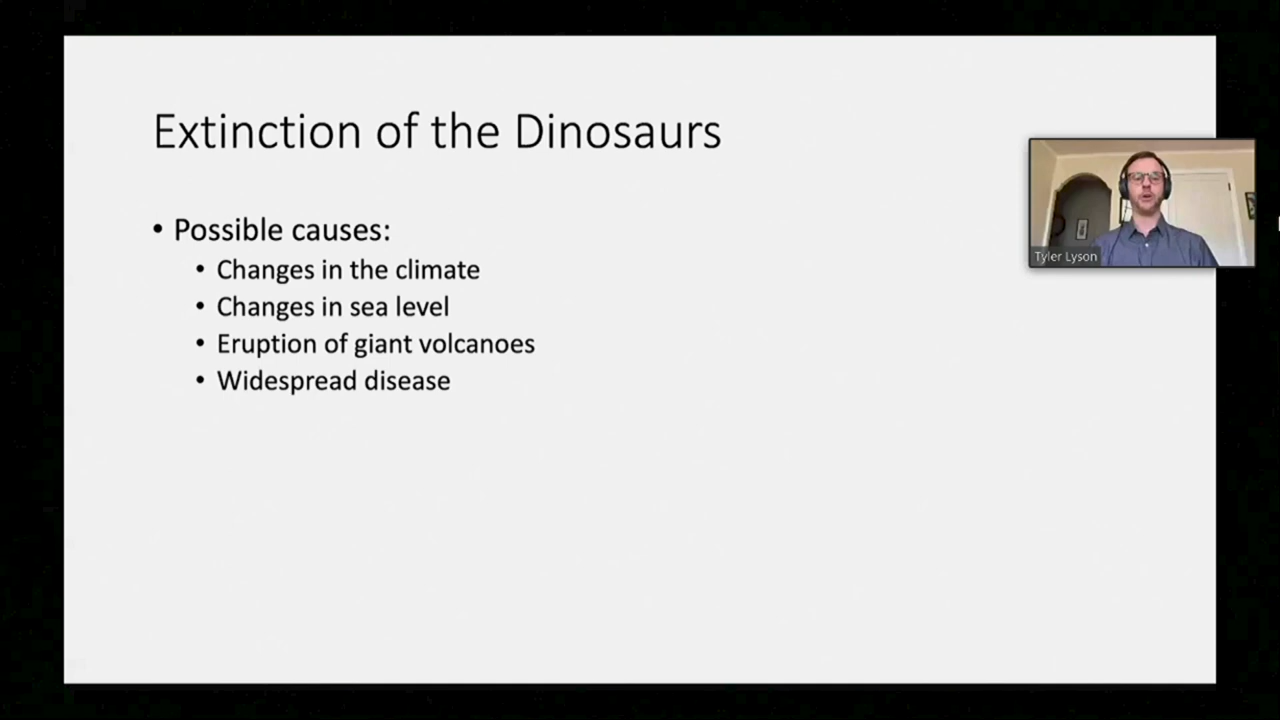 Extinction of the Dinosaurs
• Possible causes:
• Changes in the climate
• Changes in sea level
• Eruption of giant volcanoes
• Widespread disease
Tyler Lyson